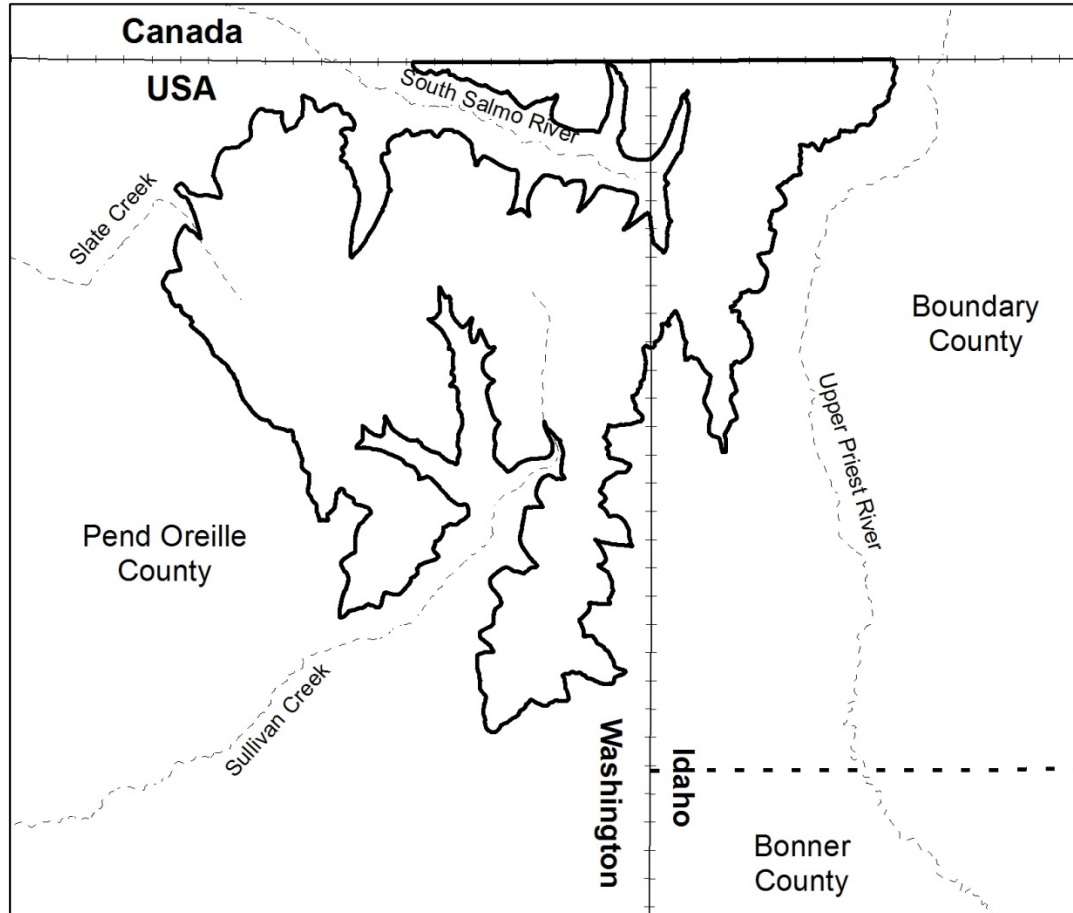 Canada
USA
South Salmo River
Slate Creek
Boundary
County
Upper Priest River
Pend Oreille
County
Sullivan Creek
Washington
Idaho
Bonner
County